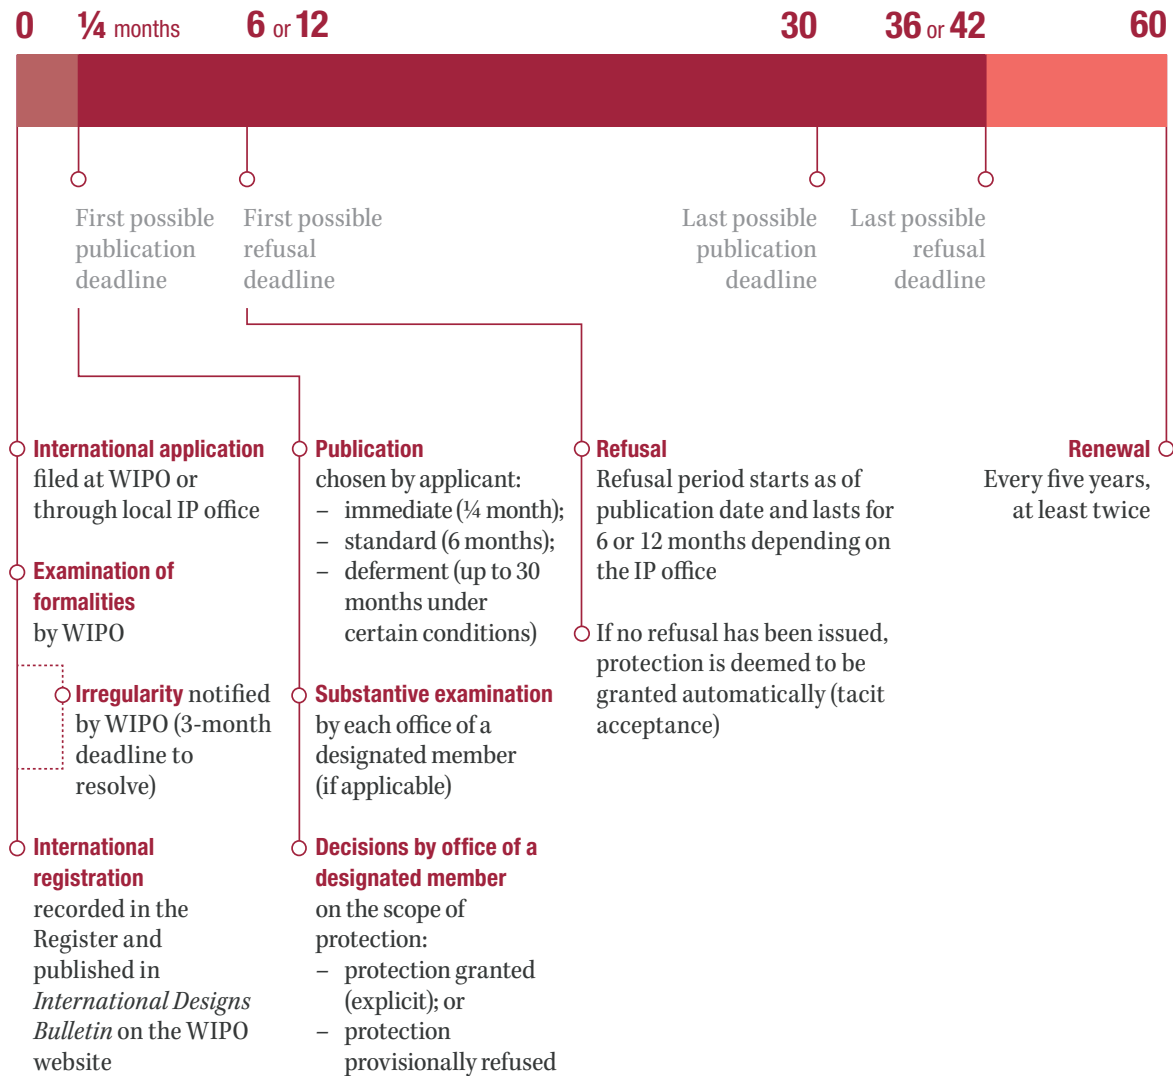 0 ¼ months 6 or 12 30 36 or 42 60
First possible
publication
deadline
First possible
refusal
deadline
Last possible
publication
deadline
Last possible
refusal
deadline
International application
filed at WIPO or
through local IP office
Examination of
formalities
by WIPO
Irregularity notified
by WIPO (3-month
deadline to
resolve)
International
registration
recorded in the
Register and
published in
International Designs
Bulletin on the WIPO
website
Publication
chosen by applicant:
– immediate (¼ month);
– standard (6 months);
– deferment (up to 30
months under
certain conditions)
Substantive examination
by each office of a
designated member
(if applicable)
Decisions by office of a
designated member
on the scope of
protection:
– protection granted
(explicit); or
– protection
provisionally refused
Refusal
Refusal period starts as of
publication date and lasts for
6 or 12 months depending on
the IP office
If no refusal has been issued,
protection is deemed to be
granted automatically (tacit
acceptance)
Renewal
Every five years,
at least twice